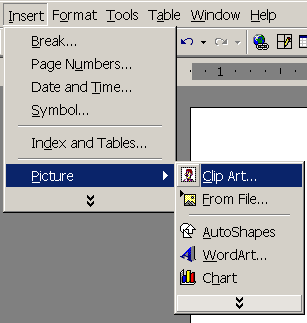 Insert Format Tools Table Window Help
Break...
Page Numbers...
Date and Time...
Symbol...
Index and Tables...
Picture
1
Clip Art...
From File...
AutoShapes
WordArt...
Chart